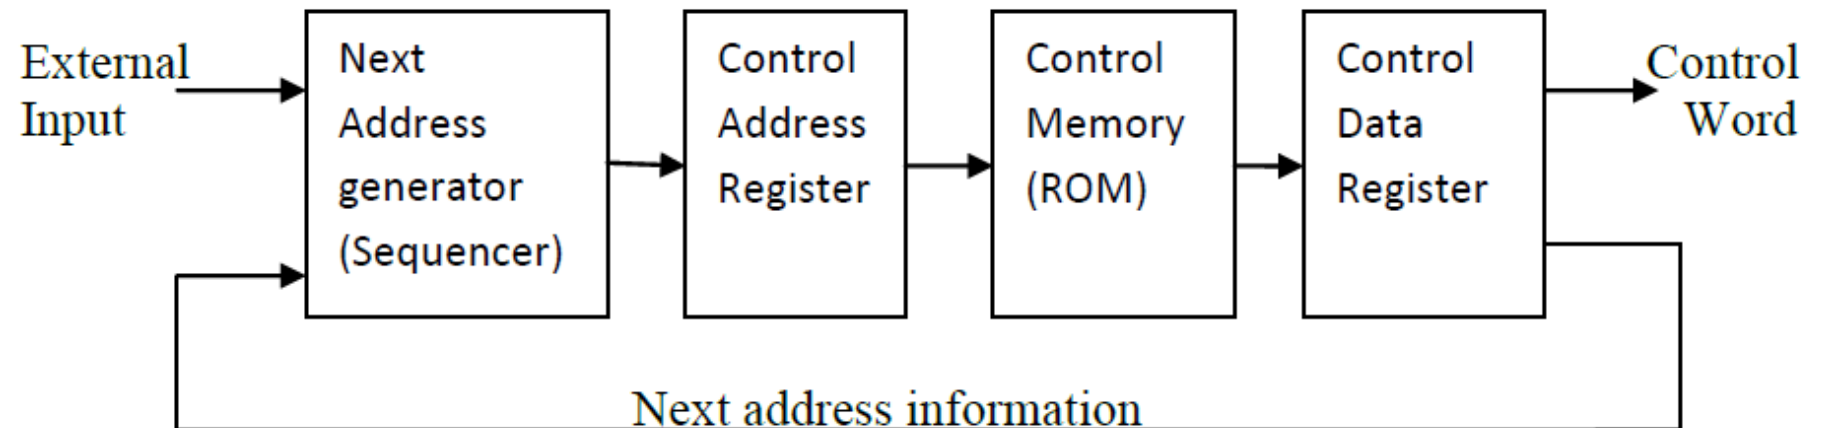 External
Input
Next
Address
generator
(Sequencer)
Control
Address
Register
Control
Memory
(ROM)
Control
Data
Register
Control
Word
Next address information